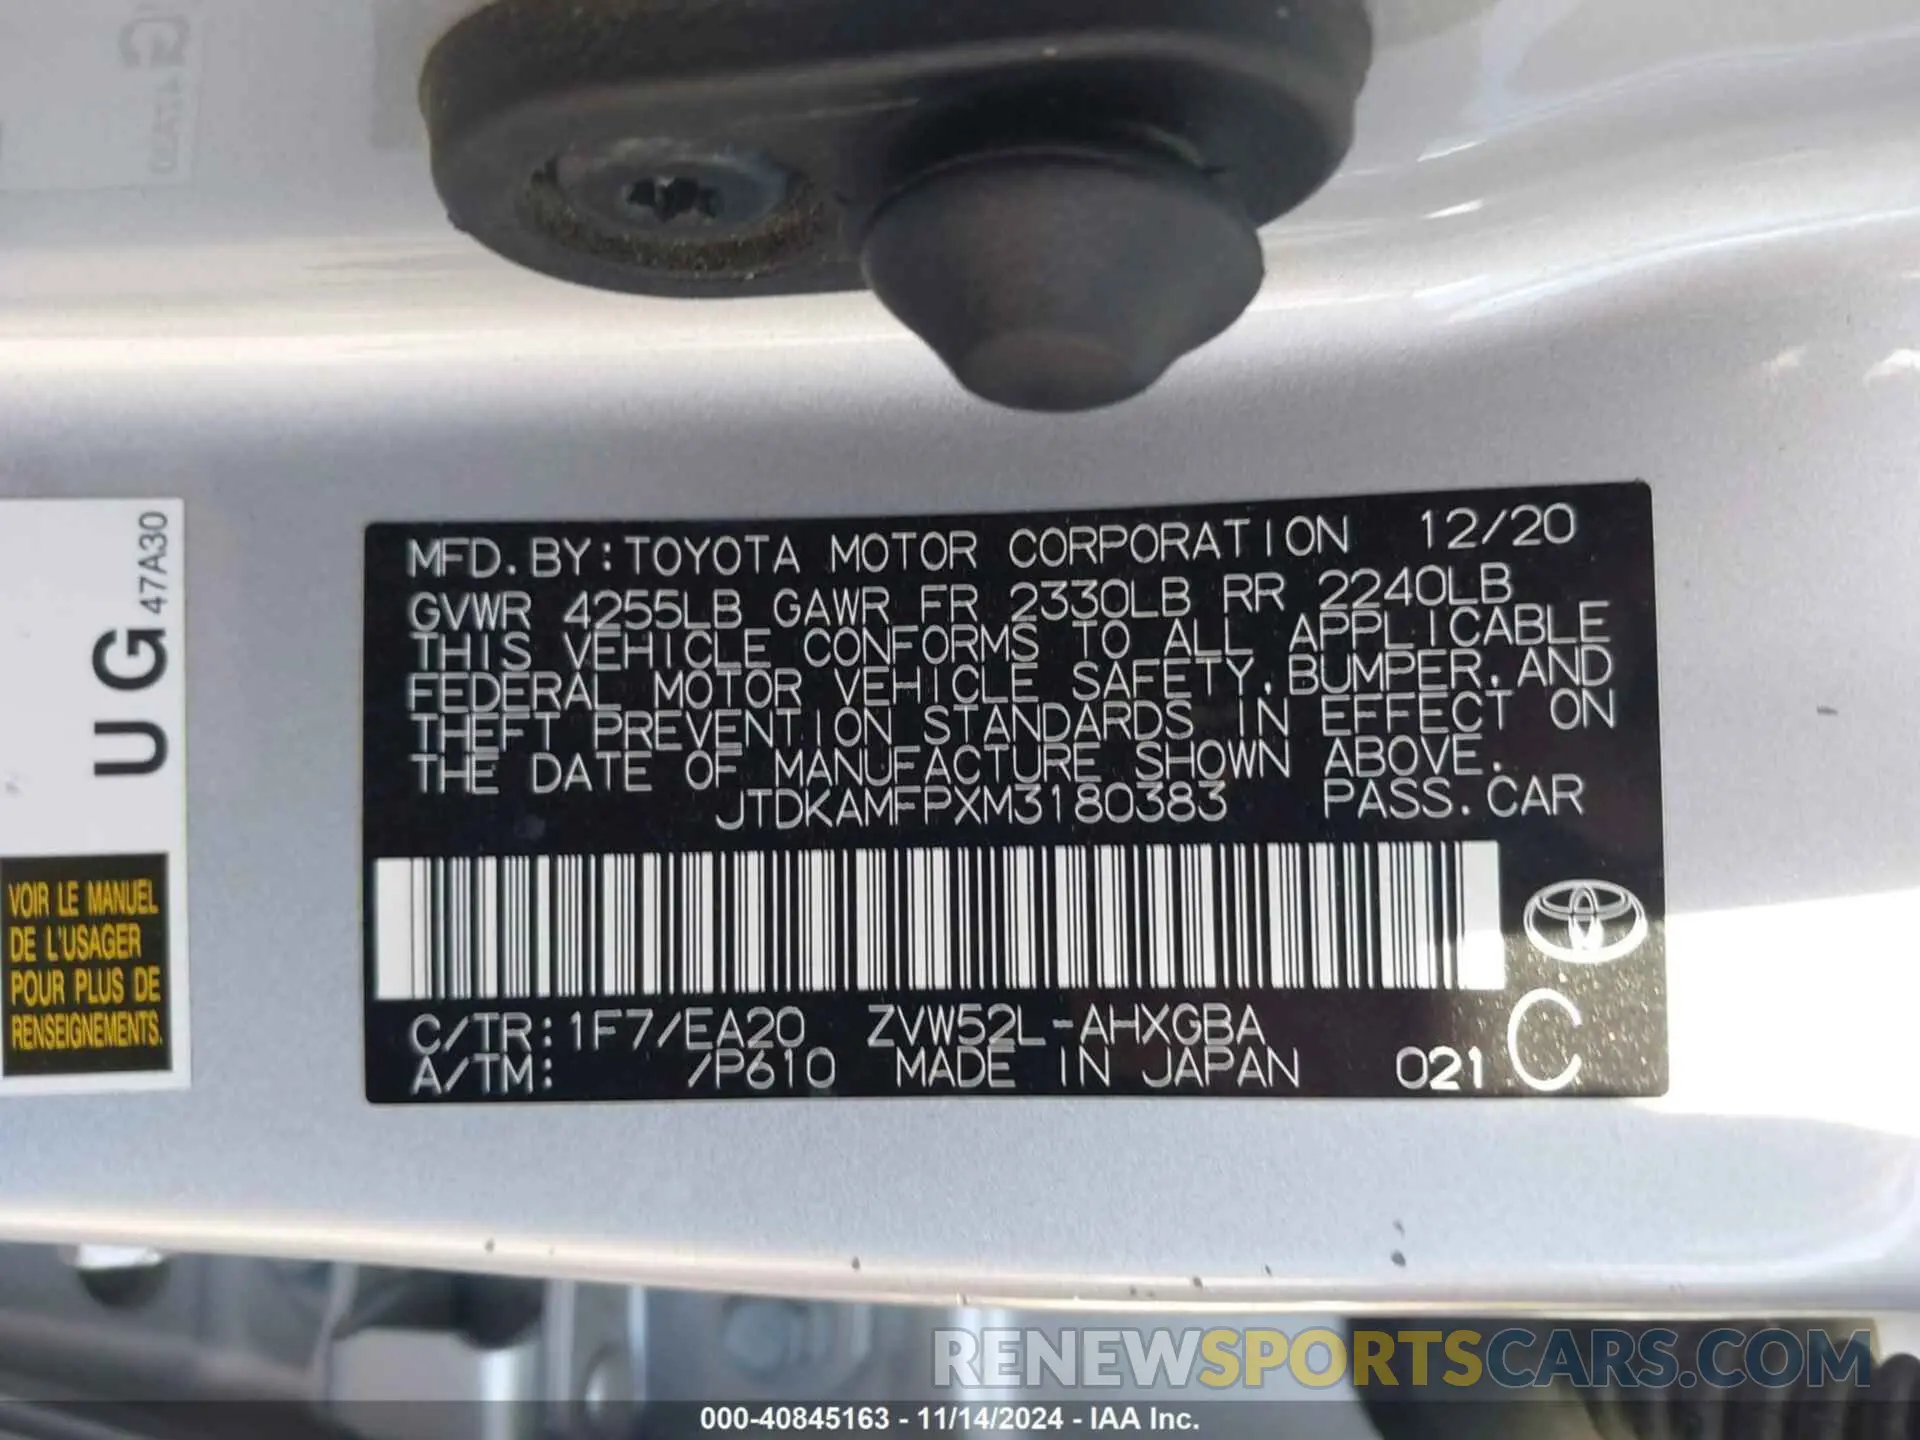 MFD. BY: TOYOTA MOTOR CORPORATION 12/20
GVWR 4255LB GAWR FR 2330LB RR 2240LB
THIS VEHICLE CONFORMS TO ALL APPLICABLE
FEDERAL MOTOR VEHICLE SAFETY, BUMPER, AND
THEFT PREVENTION STANDARDS IN EFFECT ON
THE DATE OF MANUFACTURE SHOWN ABOVE.
JTDKAMFPXM3180383 PASS. CAR
C/TR: 1F7/EA20 ZVW52L-AHXGBA
A/TM: /P610 MADE IN JAPAN 021 C
UG 47A30
VOIR LE MANUEL
DE L'USAGER
POUR PLUS DE
RENSEIGNEMENTS.
RENEWSPORTSCARS.COM
000-40845163 - 11/14/2024 - IAA Inc.